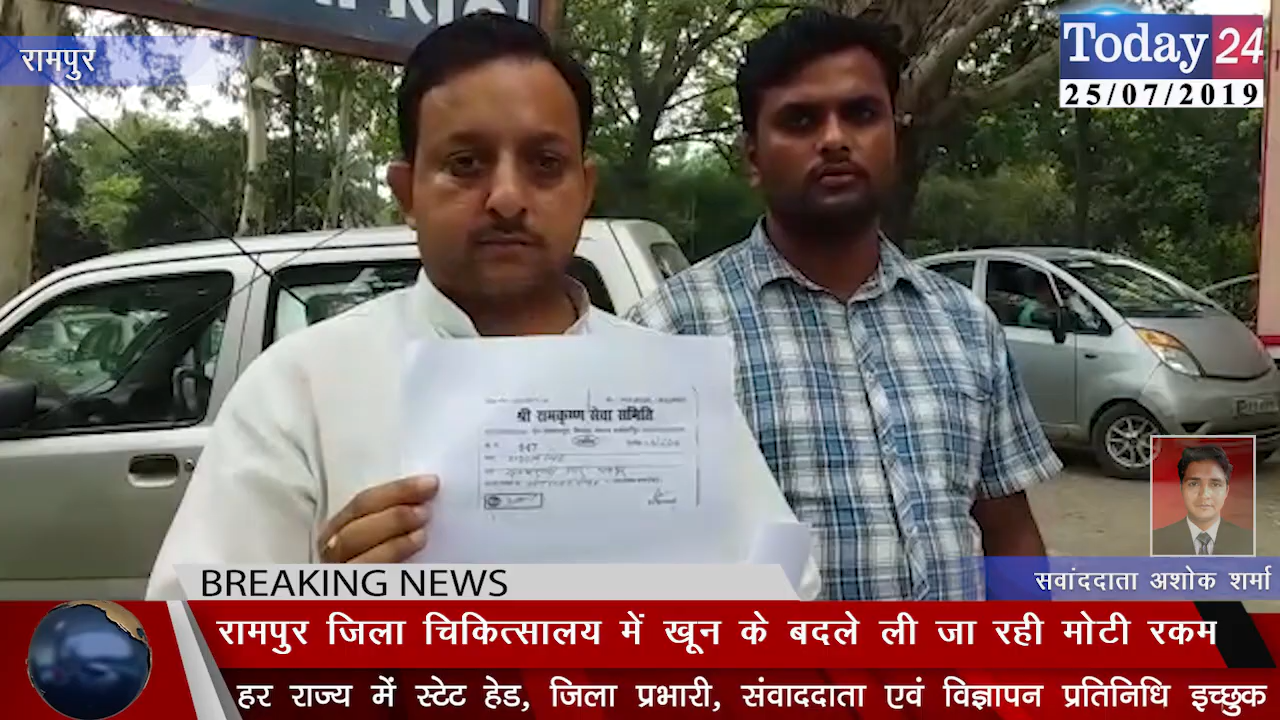 रामपुर
Today 24
25/07/2019
श्री रामकृष्ण सेवा समिति
147
BREAKING NEWS
सवांददाता अशोक शर्मा
रामपुर जिला चिकित्सालय में खून के बदले ली जा रही मोटी रकम
हर राज्य में स्टेट हेड, जिला प्रभारी, संवाददाता एवं विज्ञापन प्रतिनिधि इच्छुक